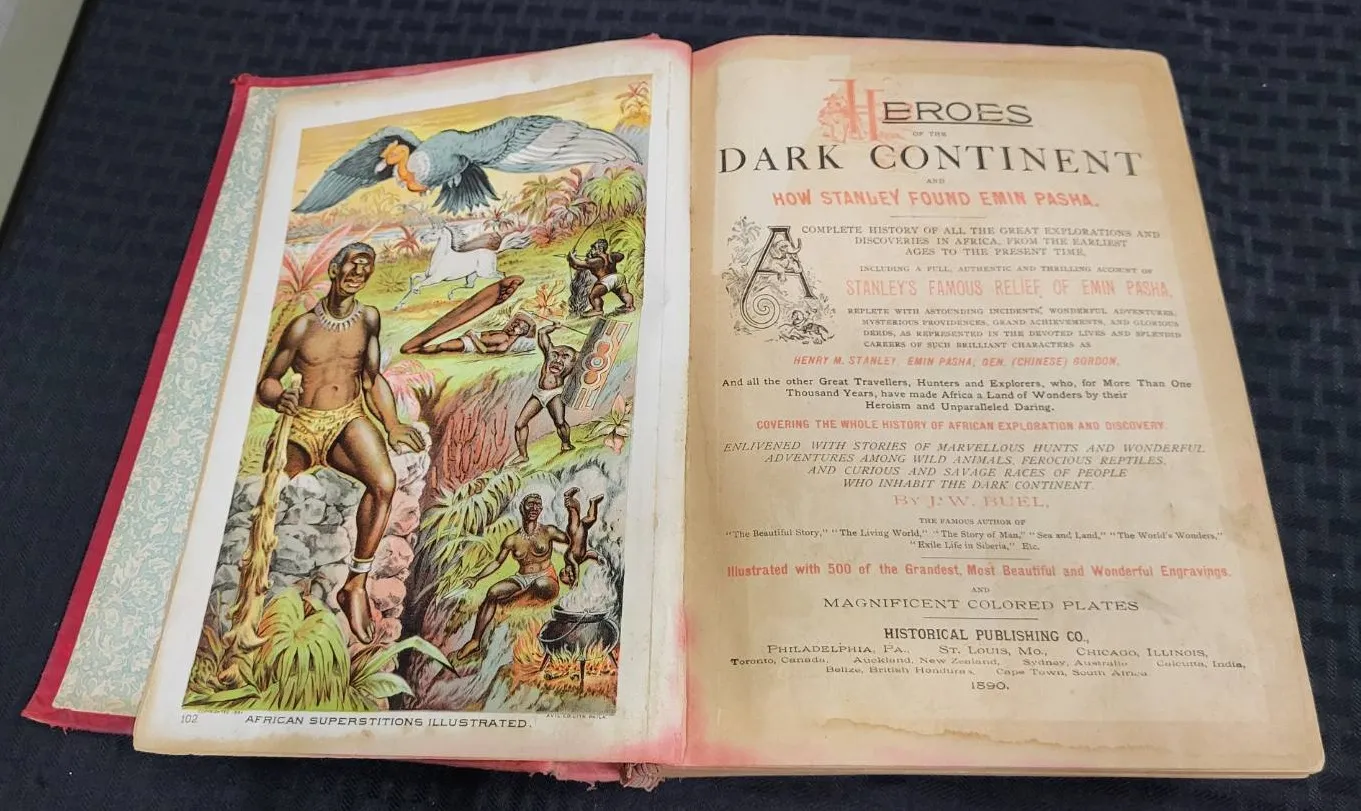 102
AFRICAN SUPERSTITIONS ILLUSTRATED.
HEROES
OF THE
DARK CONTINENT
AND
HOW STANLEY FOUND EMIN PASHA.
A COMPLETE HISTORY OF ALL THE GREAT EXPLORATIONS AND
DISCOVERIES IN AFRICA, FROM THE EARLIEST
AGES TO THE PRESENT TIME,
INCLUDING A FULL, AUTHENTIC AND THRILLING ACCOUNT OF
STANLEY'S FAMOUS RELIEF OF EMIN PASHA,
REPLETE WITH ASTOUNDING INCIDENTS, WONDERFUL ADVENTURES,
MYSTERIOUS PROVIDENCES, GRAND ACHIEVEMENTS, AND GLORIOUS
DEEDS, AS REPRESENTED IN THE DEVOTED LIVES AND SPLENDID
CAREERS OF SUCH BRILLIANT CHARACTERS AS
HENRY M. STANLEY, EMIN PASHA, GEN. (CHINESE) GORDON,
And all the other Great Travellers, Hunters and Explorers, who, for More Than One
Thousand Years, have made Africa a Land of Wonders by their
Heroism and Unparalleled Daring.
COVERING THE WHOLE HISTORY OF AFRICAN EXPLORATION AND DISCOVERY.
ENLIVENED WITH STORIES OF MARVELLOUS HUNTS AND WONDERFUL
ADVENTURES AMONG WILD ANIMALS, FEROCIOUS REPTILES,
AND CURIOUS AND SAVAGE RACES OF PEOPLE
WHO INHABIT THE DARK CONTINENT.
BY J. W. BUEL,
THE FAMOUS AUTHOR OF
"The Beautiful Story," "The Living World," "The Story of Man," "Sea and Land," "The World's Wonders,"
"Exile Life in Siberia," Etc.
Illustrated with 500 of the Grandest, Most Beautiful and Wonderful Engravings.
AND
MAGNIFICENT COLORED PLATES
HISTORICAL PUBLISHING CO.,
PHILADELPHIA, PA., ST. LOUIS, MO., CHICAGO, ILLINOIS,
Toronto, Canada, Auckland, New Zealand, Sydney, Australia Calcutta, India,
Belize, British Honduras, Cape Town, South Africa
1890.